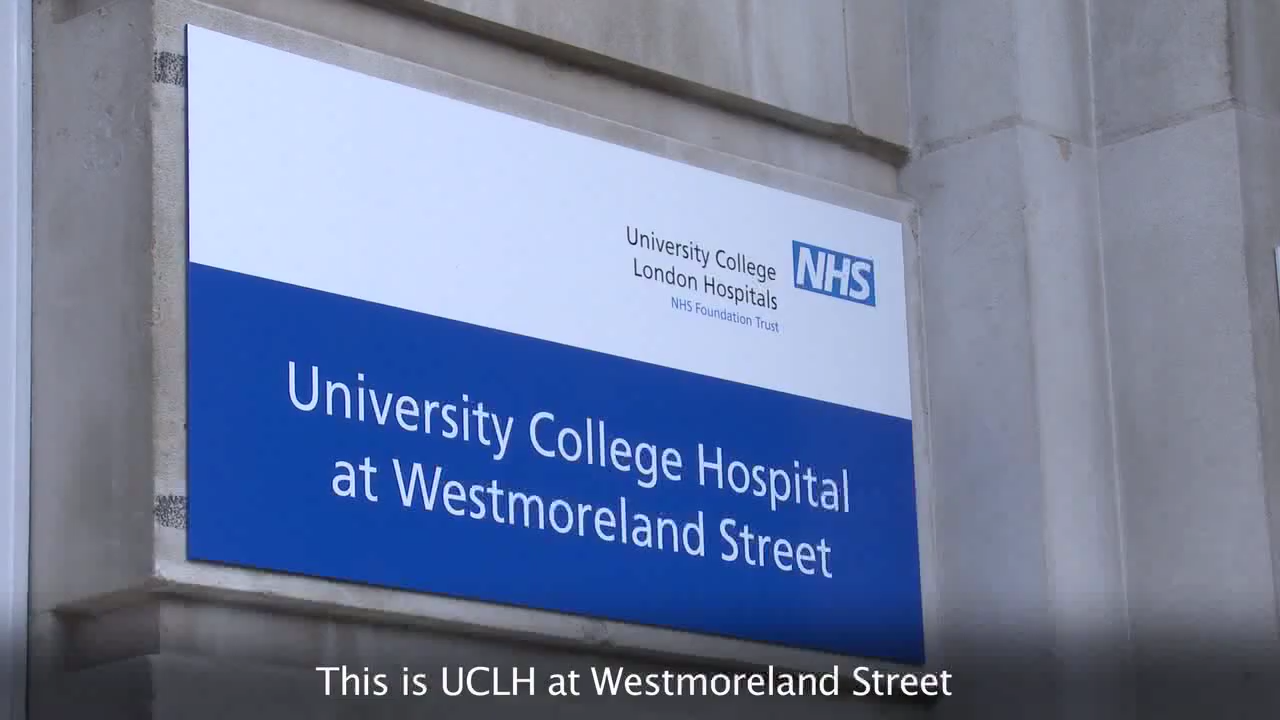 University College
London Hospitals
NHS
NHS Foundation Trust
University College Hospital
at Westmoreland Street
This is UCLH at Westmoreland Street